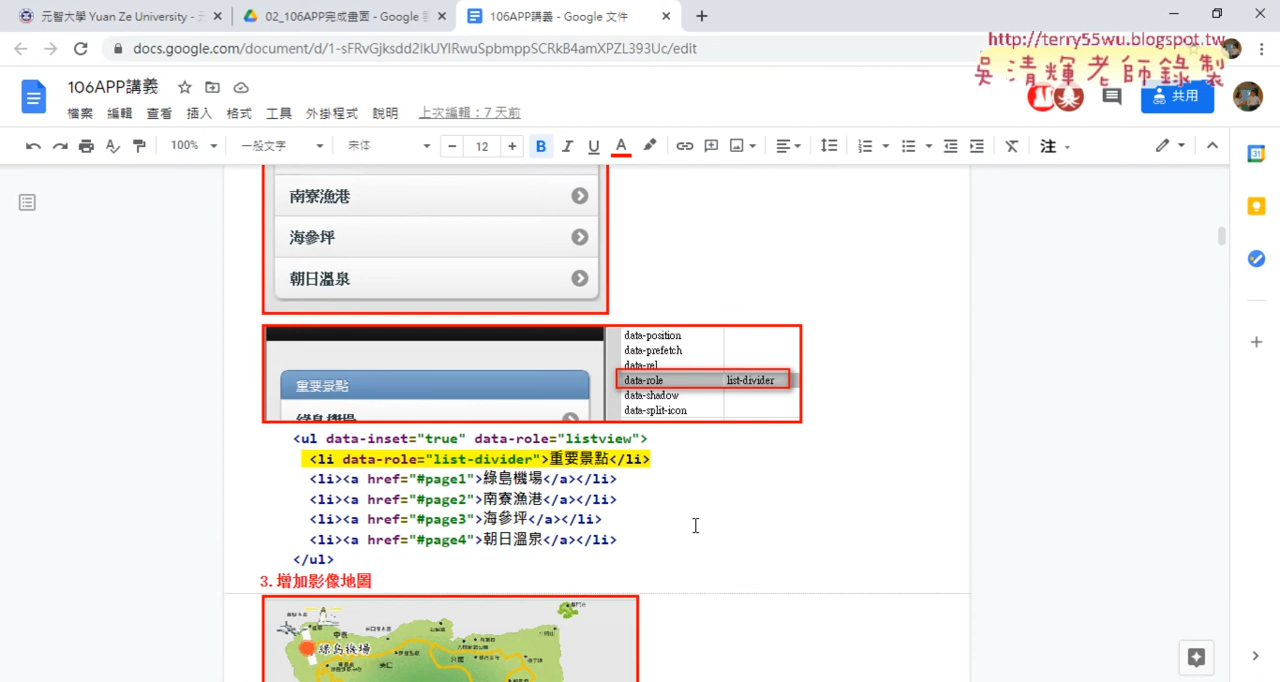 元智大學 Yuan Ze University - 元
02_106APP完成畫面 - Google 雲
106APP講義 - Google 文件
docs.google.com/document/d/1-sFRvGjksdd2IkUYIRwuSpbmppSCRkB4amXPZL393Uc/edit
http://terry55wu.blogspot.tw
吳清輝老師錄製
106APP講義
檔案 編輯 查看 插入 格式 工具 外掛程式 說明 上次編輯：7 天前
共用
100% 一般文字 宋体 12 B I U A 注
南寮漁港
海參坪
朝日溫泉
data-position
data-prefetch
data-rel
data-role list-divider
data-shadow
data-split-icon
重要景點
綠島機場
<ul data-inset="true" data-role="listview">
<li data-role="list-divider">重要景點</li>
<li><a href="#page1">綠島機場</a></li>
<li><a href="#page2">南寮漁港</a></li>
<li><a href="#page3">海參坪</a></li>
<li><a href="#page4">朝日溫泉</a></li>
</ul>
3. 增加影像地圖
綠島機場